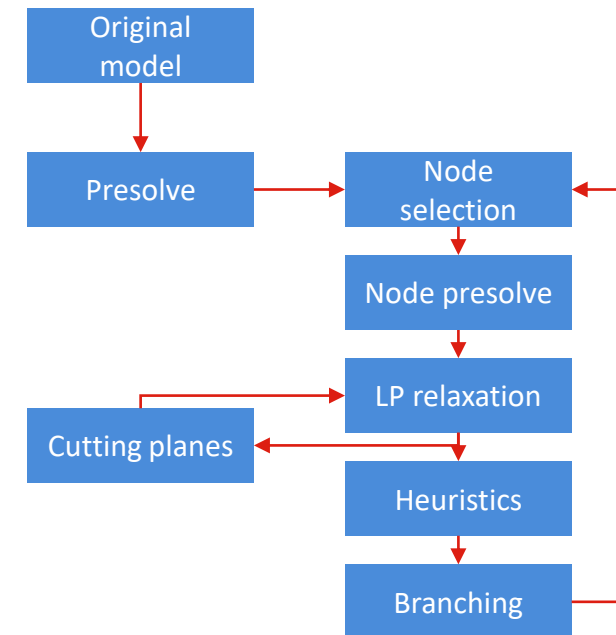 Original
model
Presolve
Node
selection
Node presolve
LP relaxation
Cutting planes
Heuristics
Branching